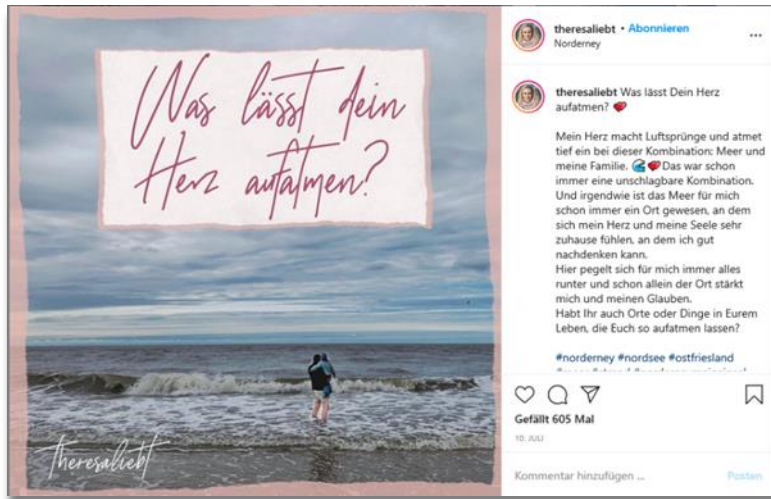 Was lässt dein
Herz aufatmen?
theresaliebt
theresaliebt • Abonnieren
Norderney
theresaliebt Was lässt Dein Herz
aufatmen?
Mein Herz macht Luftsprünge und atmet
tief ein bei dieser Kombination: Meer und
meine Familie. Das war schon
immer eine unschlagbare Kombination.
Und irgendwie ist das Meer für mich
schon immer ein Ort gewesen, an dem
sich mein Herz und meine Seele sehr
zuhause fühlen, an dem ich gut
nachdenken kann.
Hier pegelt sich für mich immer alles
runter und schon allein der Ort stärkt
mich und meinen Glauben.
Habt Ihr auch Orte oder Dinge in Eurem
Leben, die Euch so aufatmen lassen?
#norderney #nordsee #ostfriesland
Gefällt 605 Mal
10. JULI
Kommentar hinzufügen ... Posten